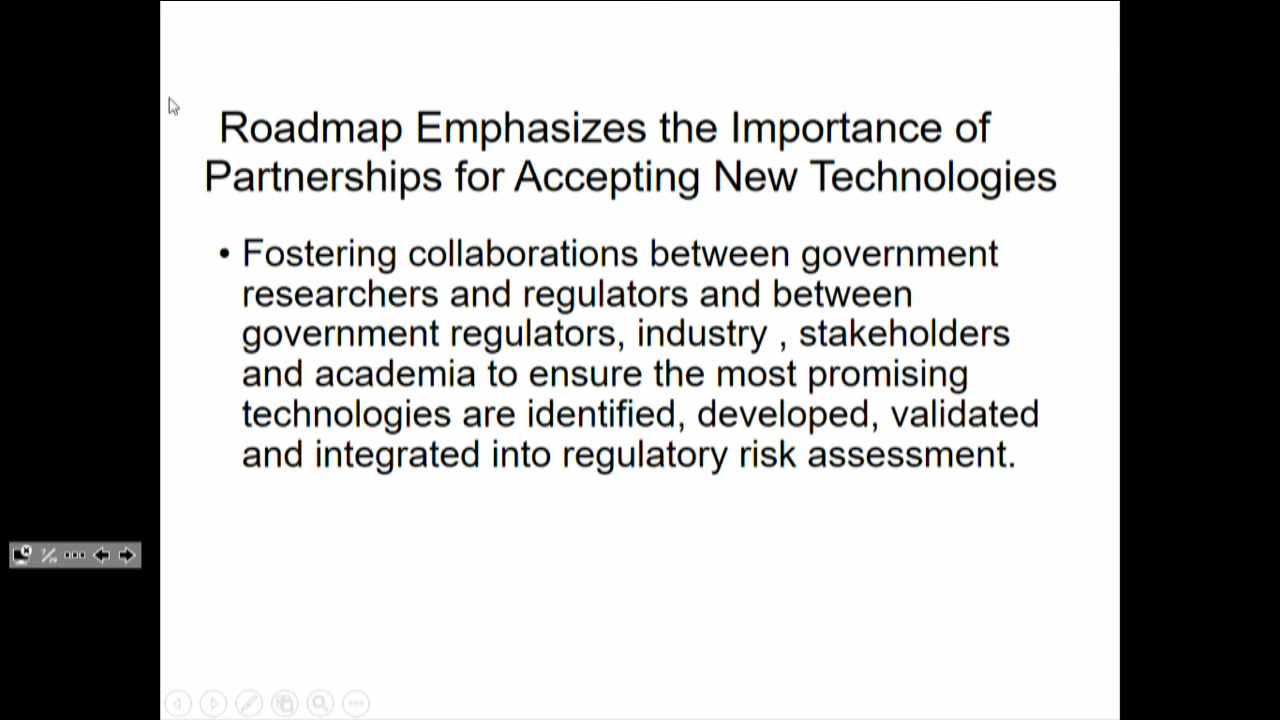 Roadmap Emphasizes the Importance of
Partnerships for Accepting New Technologies
• Fostering collaborations between government
researchers and regulators and between
government regulators, industry , stakeholders
and academia to ensure the most promising
technologies are identified, developed, validated
and integrated into regulatory risk assessment.